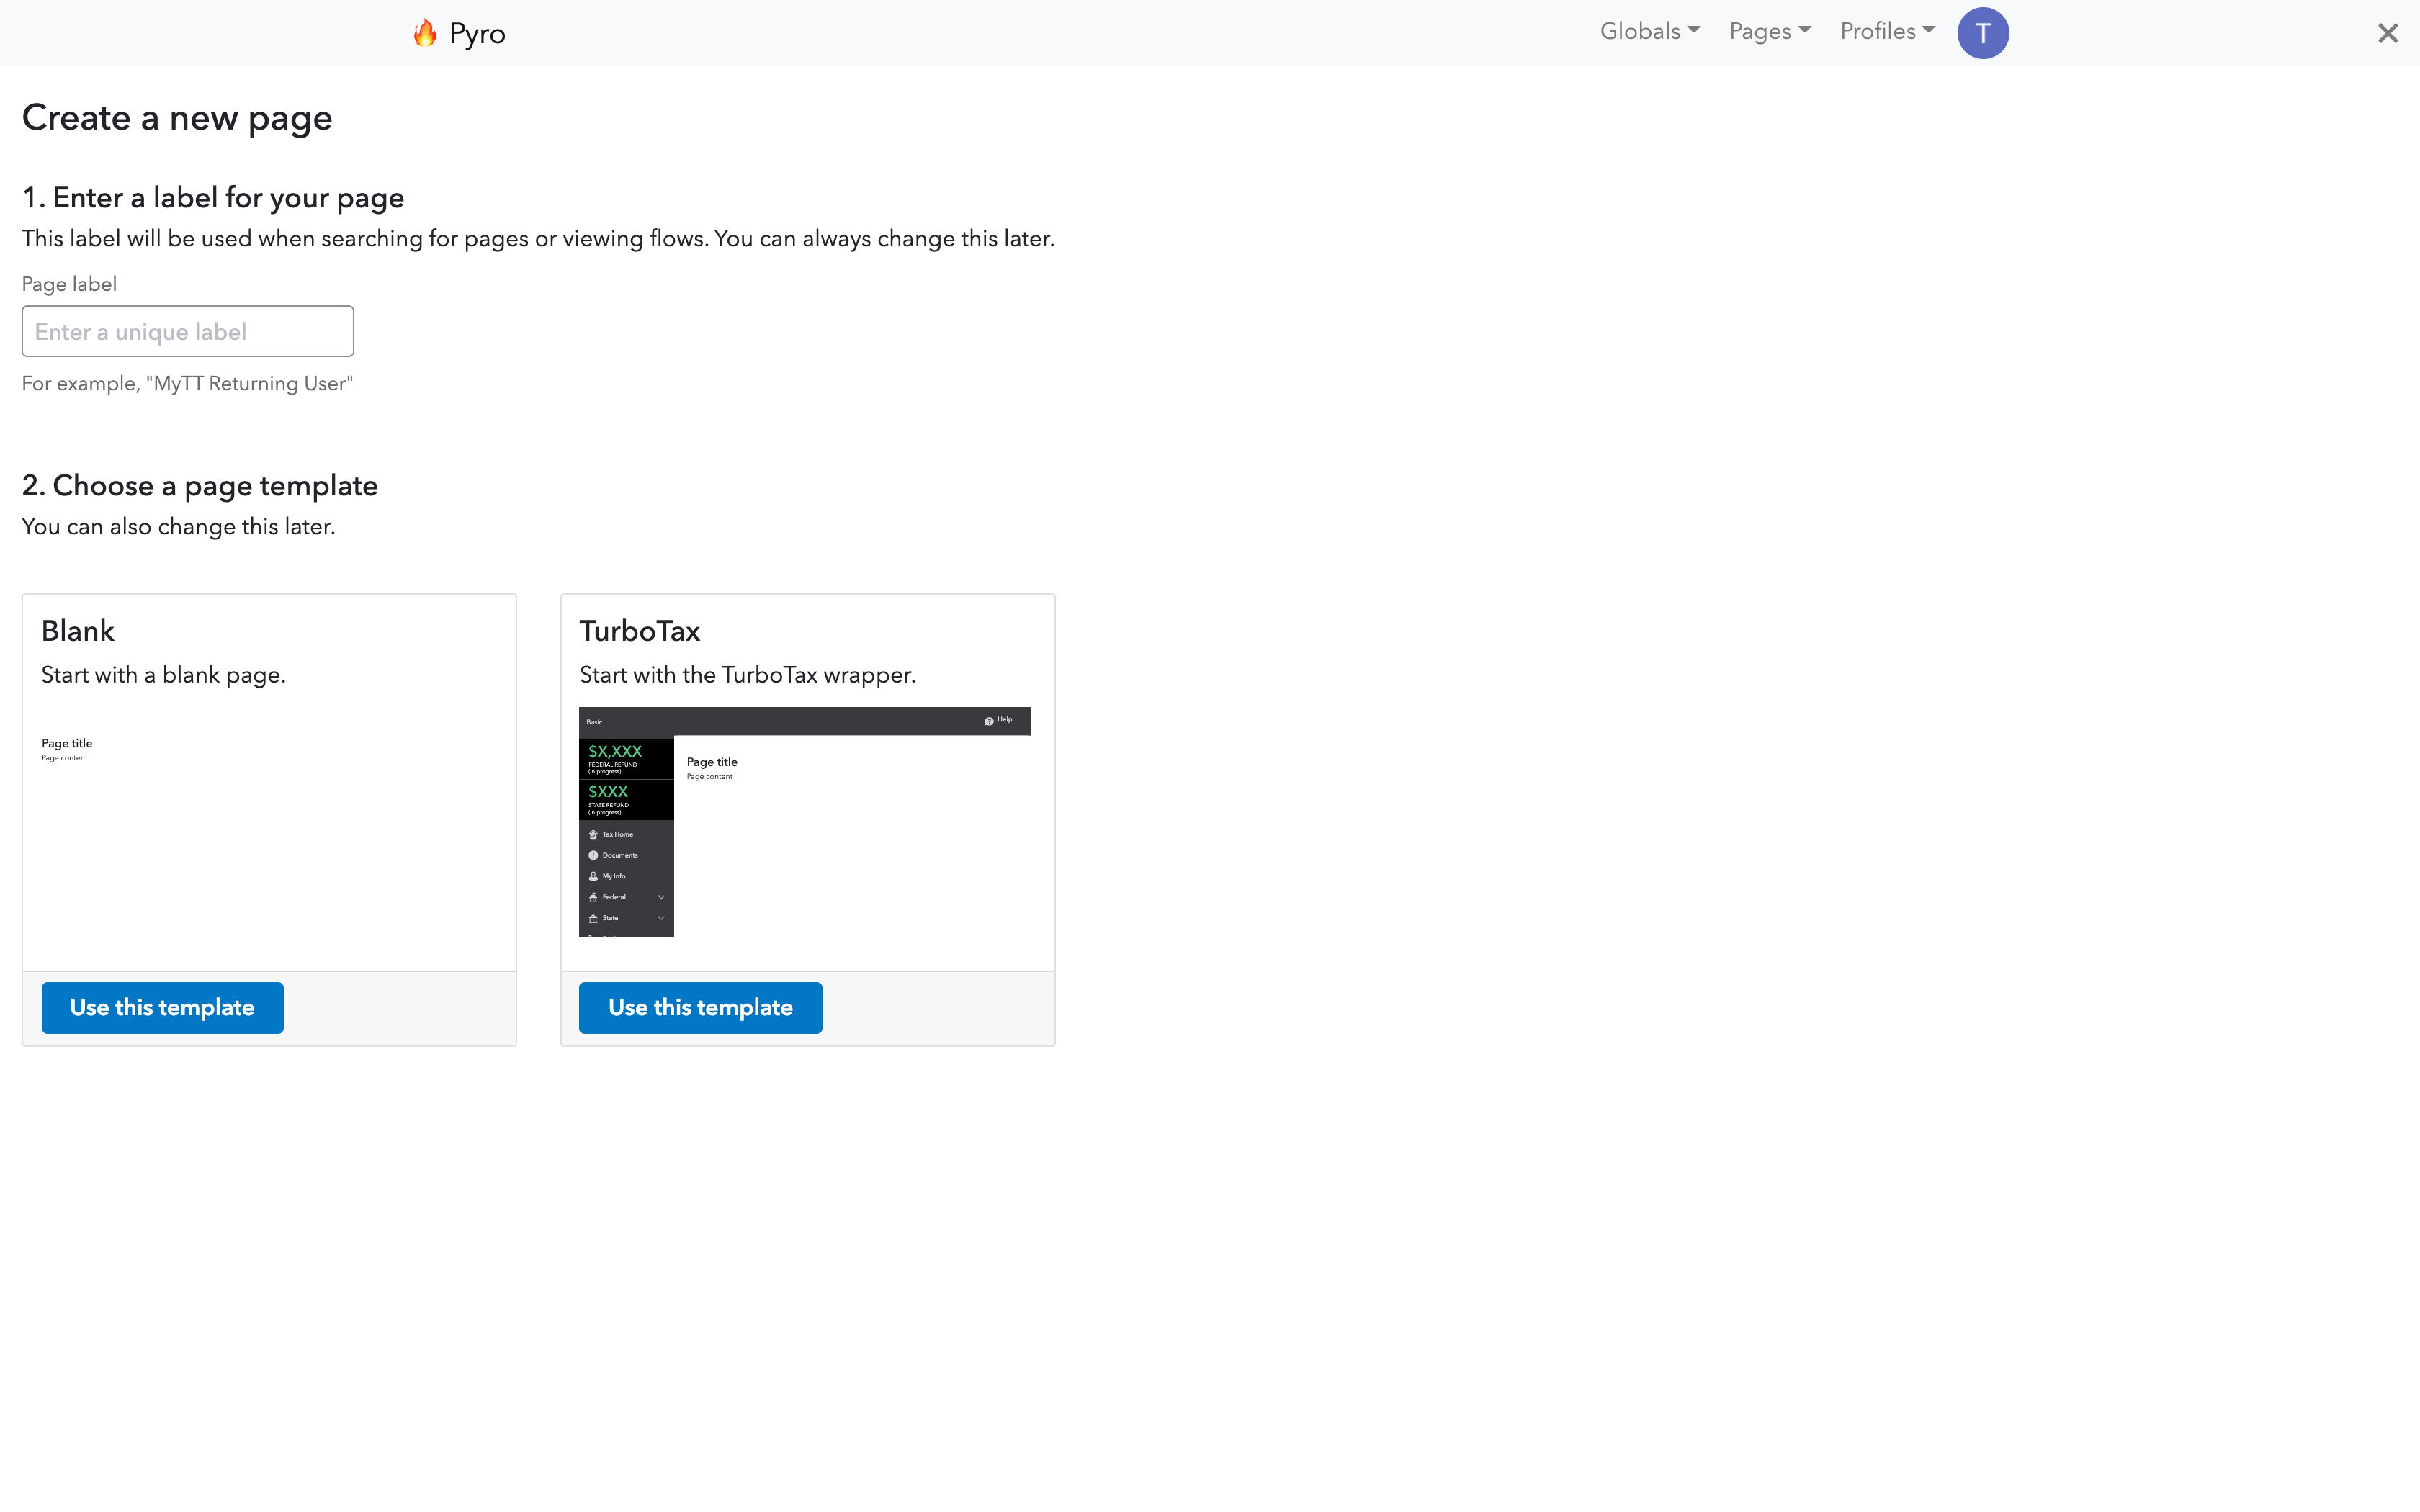 🔥 Pyro
Globals Pages Profiles T
Create a new page
1. Enter a label for your page
This label will be used when searching for pages or viewing flows. You can always change this later.
Page label
Enter a unique label
For example, "MyTT Returning User"
2. Choose a page template
You can also change this later.
Blank
Start with a blank page.
Page title
Page content
Use this template
TurboTax
Start with the TurboTax wrapper.
Basic
Help
$X,XXX
FEDERAL REFUND
(in progress)
$XXX
STATE REFUND
(in progress)
Tax Home
Documents
My Info
Federal
State
Page title
Page content
Use this template